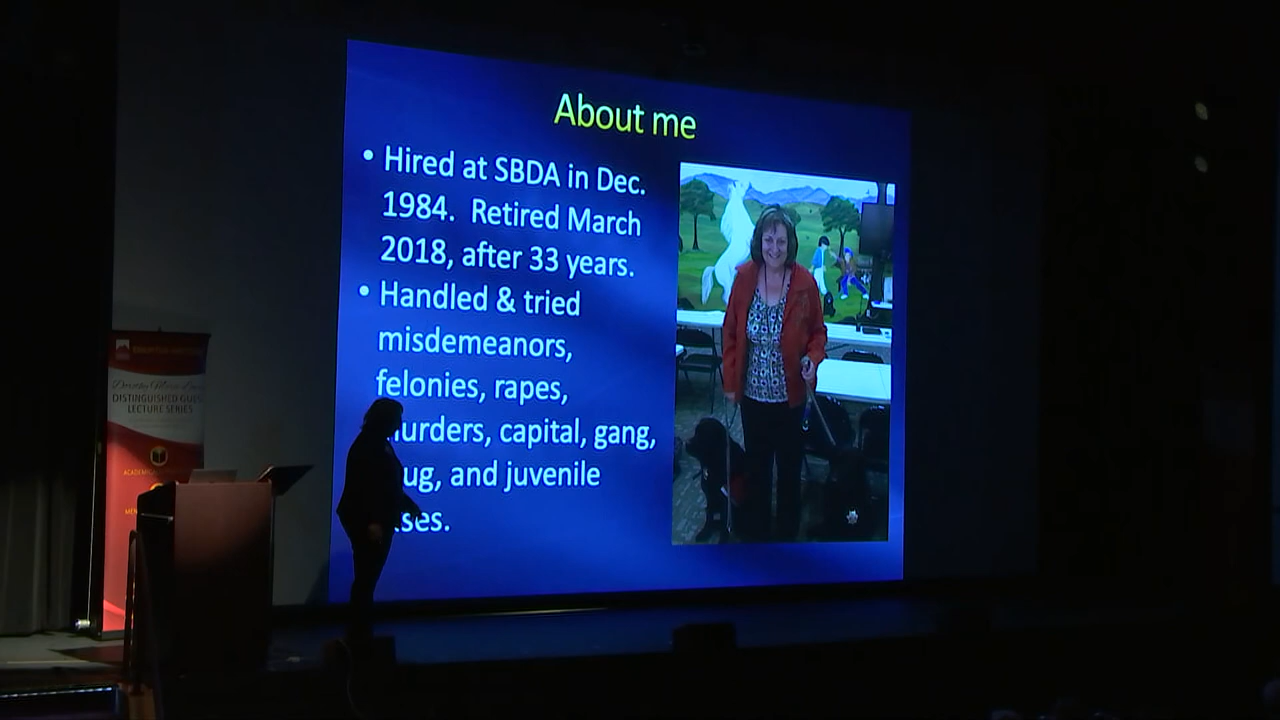 About me
• Hired at SBDA in Dec.
1984. Retired March
2018, after 33 years.
• Handled & tried
misdemeanors,
felonies, rapes,
urders, capital, gang,
ug, and juvenile
ses.
DISTINGUISHED GUEST
LECTURE SERIES